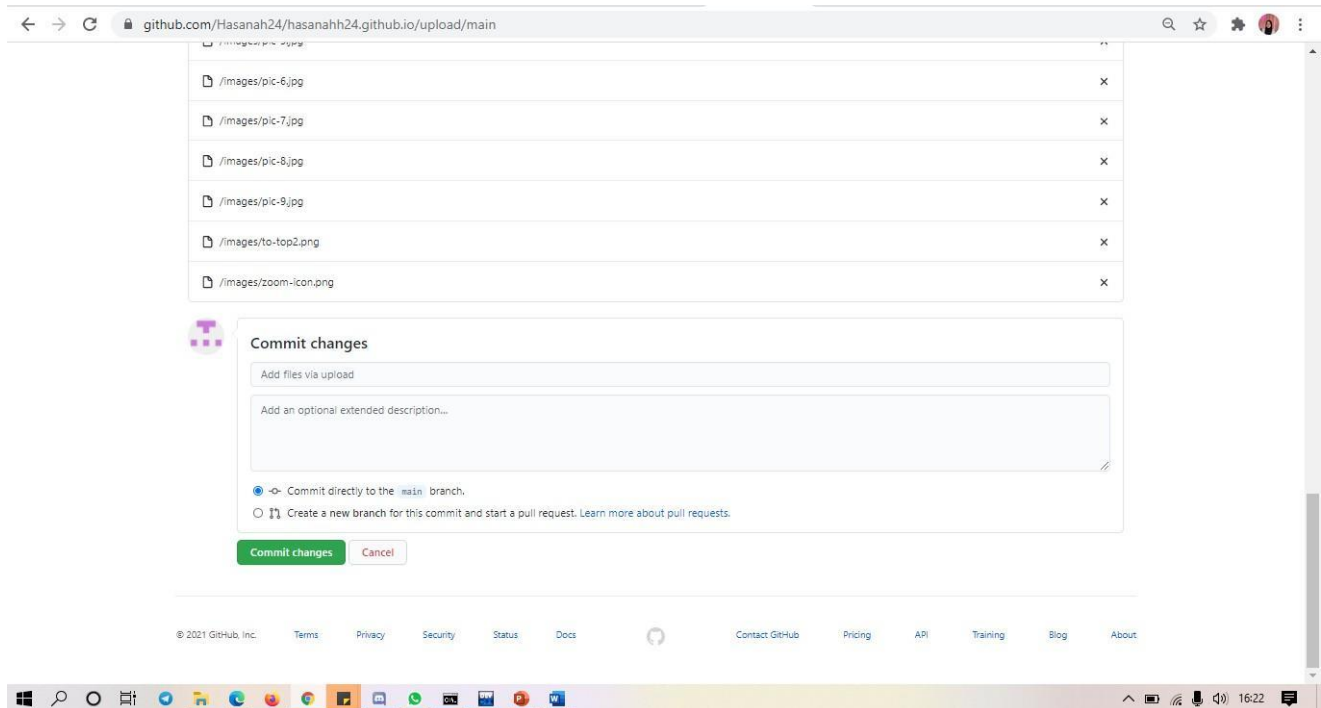 github.com/Hasanah24/hasanahh24.github.io/upload/main
/images/pic-5.jpg
/images/pic-6.jpg
/images/pic-7.jpg
/images/pic-8.jpg
/images/pic-9.jpg
/images/to-top2.png
/images/zoom-icon.png
Commit changes
Add files via upload
Add an optional extended description...
Commit directly to the main branch.
Create a new branch for this commit and start a pull request. Learn more about pull requests.
Commit changes Cancel
© 2021 GitHub, Inc. Terms Privacy Security Status Docs Contact GitHub Pricing API Training Blog About
16:22